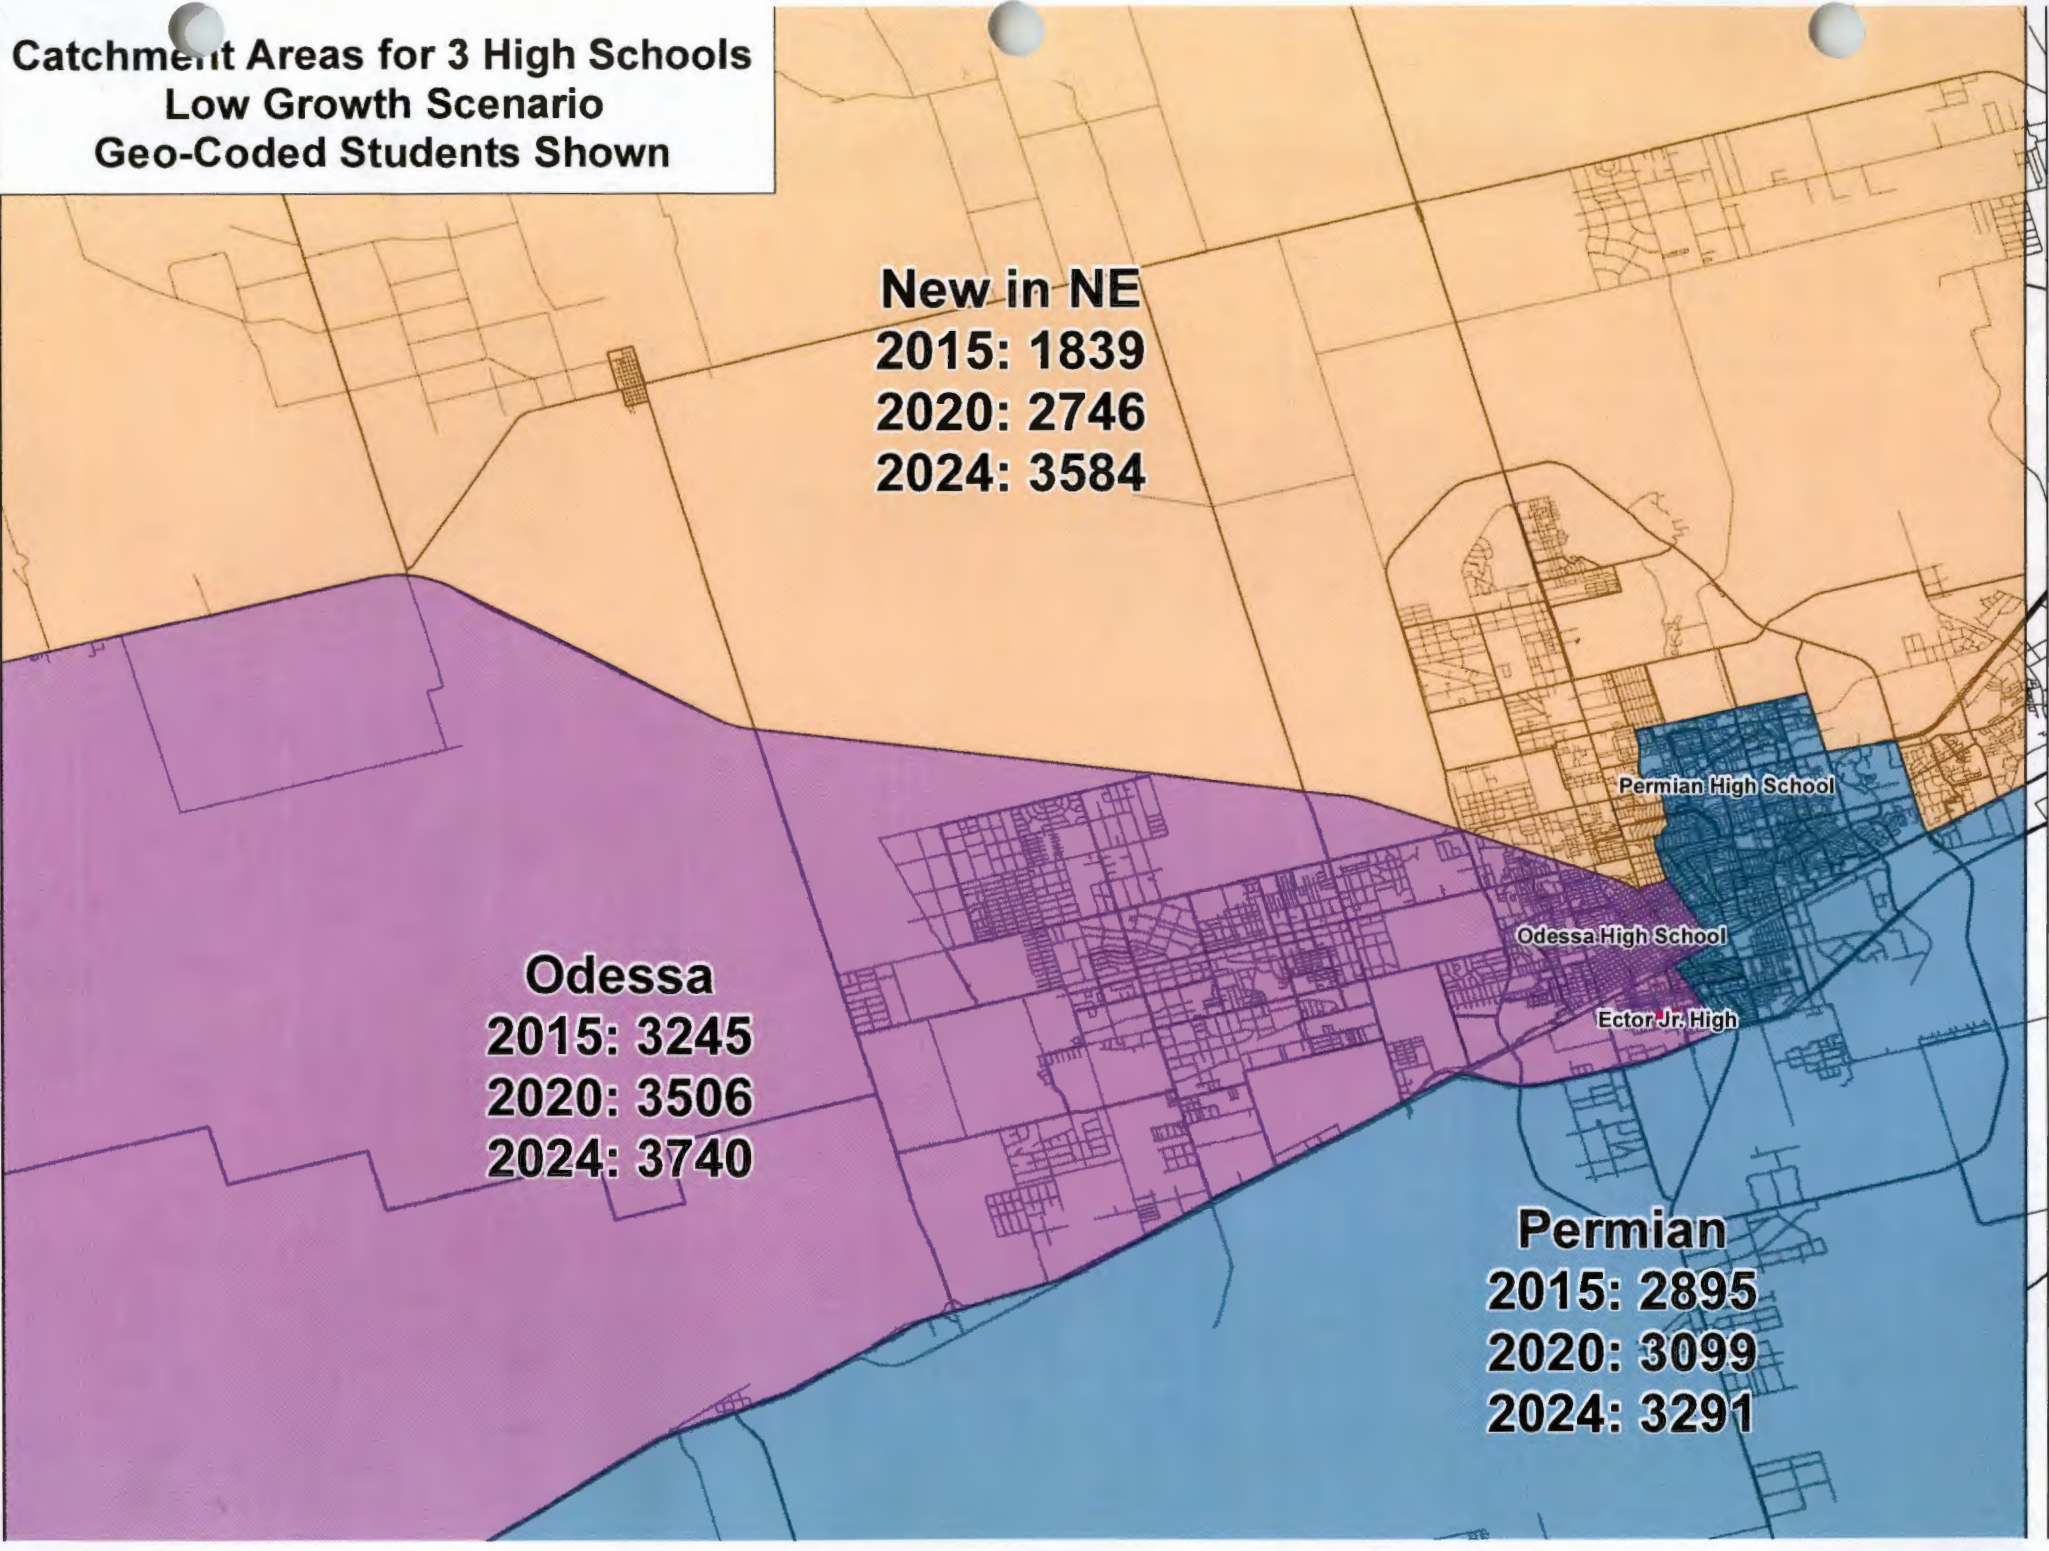 Catchment Areas for 3 High Schools
Low Growth Scenario
Geo-Coded Students Shown
New in NE
2015: 1839
2020: 2746
2024: 3584
Permian High School
Odessa High School
Ector Jr. High
Odessa
2015: 3245
2020: 3506
2024: 3740
Permian
2015: 2895
2020: 3099
2024: 3291